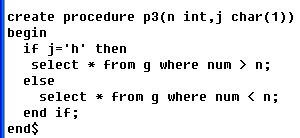 create procedure p3(n int,j char(1))
begin
  if j='h' then
   select * from g where num > n;
  else
   select * from g where num < n;
  end if;
end$